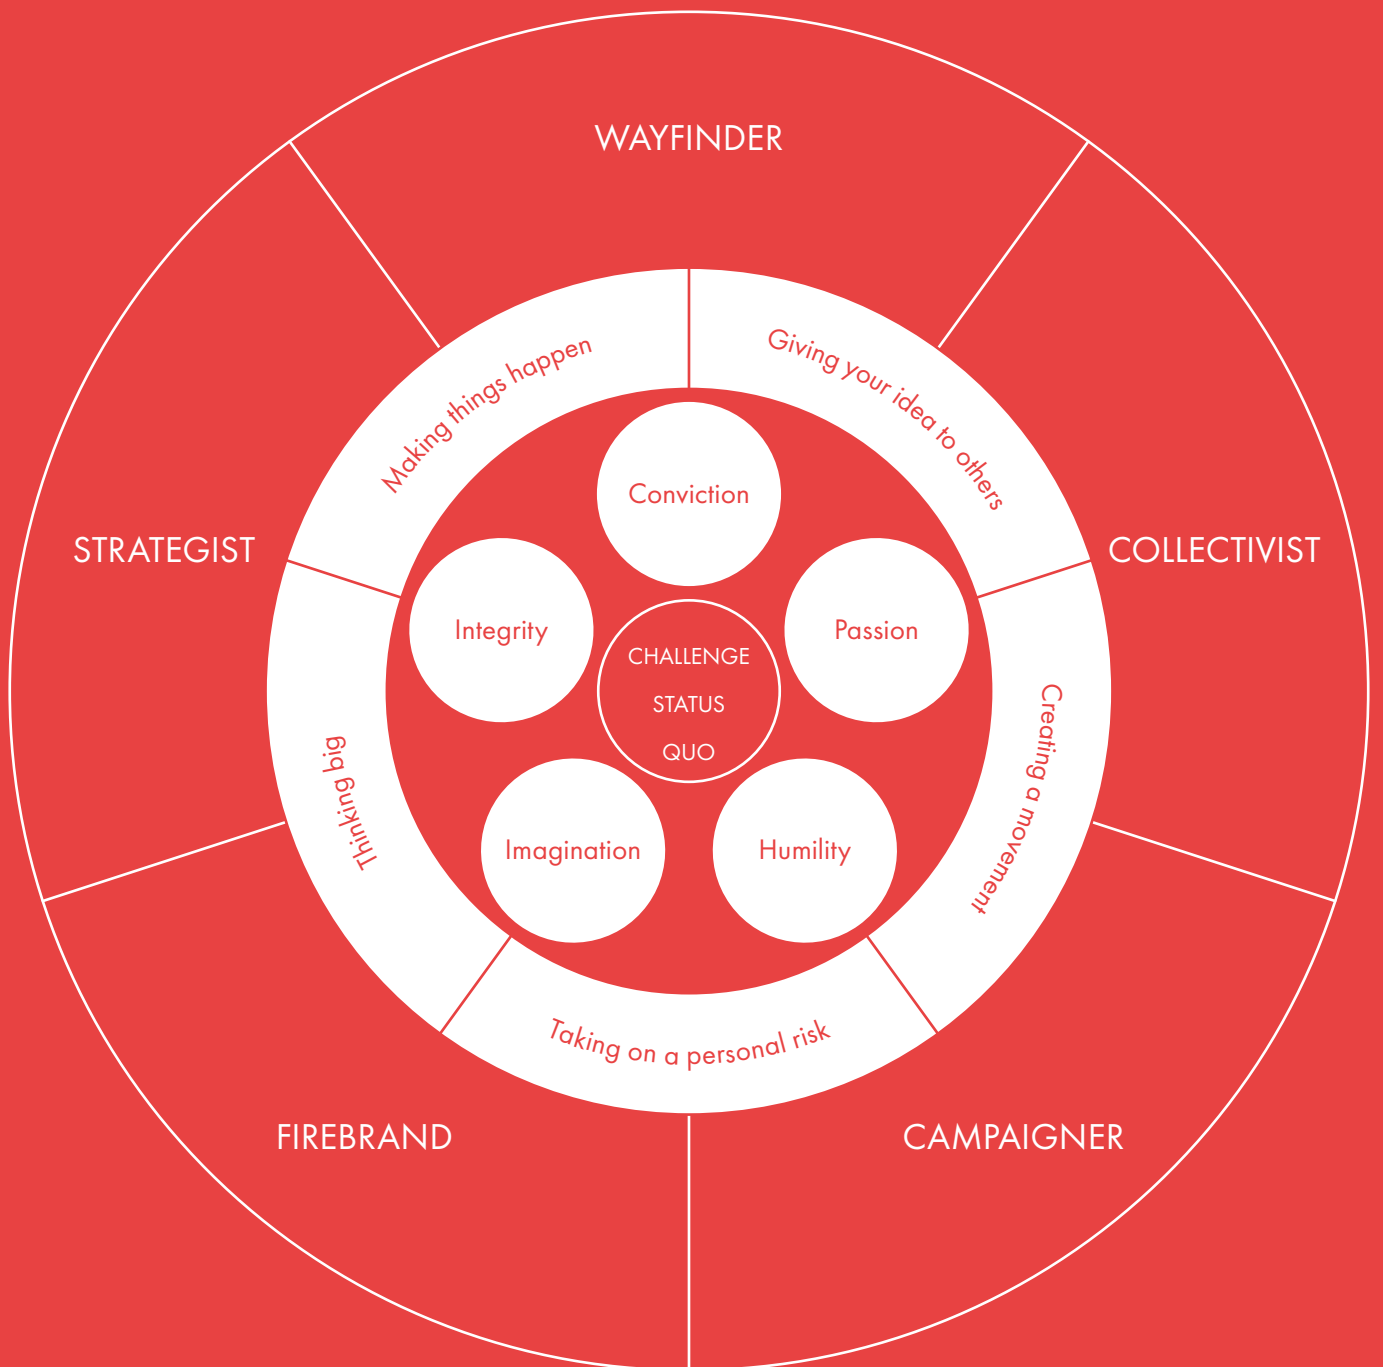 WAYFINDER
Making things happen
Giving your idea to others
Conviction
STRATEGIST
COLLECTIVIST
Integrity
Passion
CHALLENGE
STATUS
QUO
Thinking big
Creating a movement
Imagination
Humility
Taking on a personal risk
FIREBRAND
CAMPAIGNER